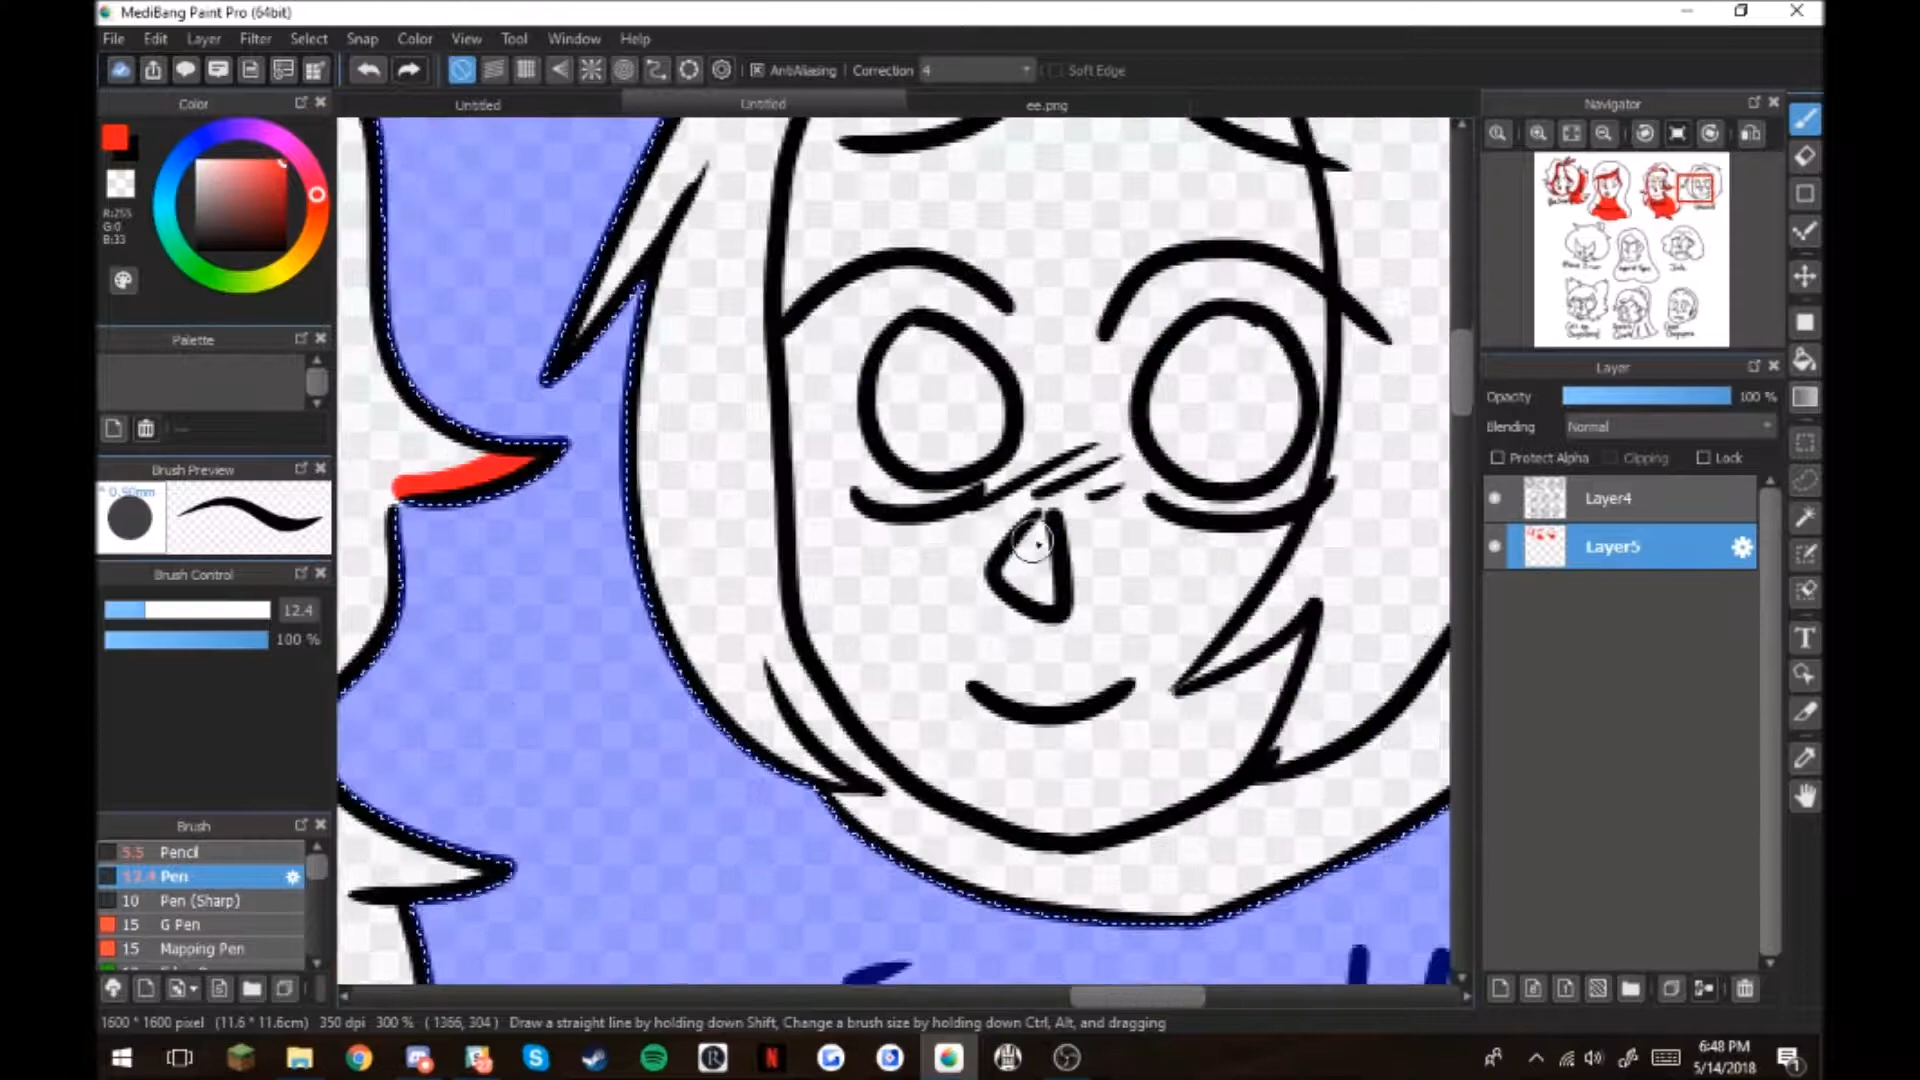 MediBang Paint Pro (64bit)
File Edit Layer Filter Select Snap Color View Tool Window Help
AntiAliasing Correction 4 Soft Edge
Color
Untitled Untitled ee.png
Navigator
R:255
G:0
B:33
Palette
Layer
Opacity 100 %
Blending Normal
Protect Alpha Clipping Lock
Brush Preview
0.90mm
Layer4
Layer5
Brush Control
12.4
100 %
Brush
5.5 Pencil
12.4 Pen
10 Pen (Sharp)
15 G Pen
15 Mapping Pen
1600 * 1600 pixel (11.6 * 11.6cm) 350 dpi 300 % ( 1366, 304 ) Draw a straight line by holding down Shift, Change a brush size by holding down Ctrl, Alt, and dragging
6:48 PM
5/14/2018